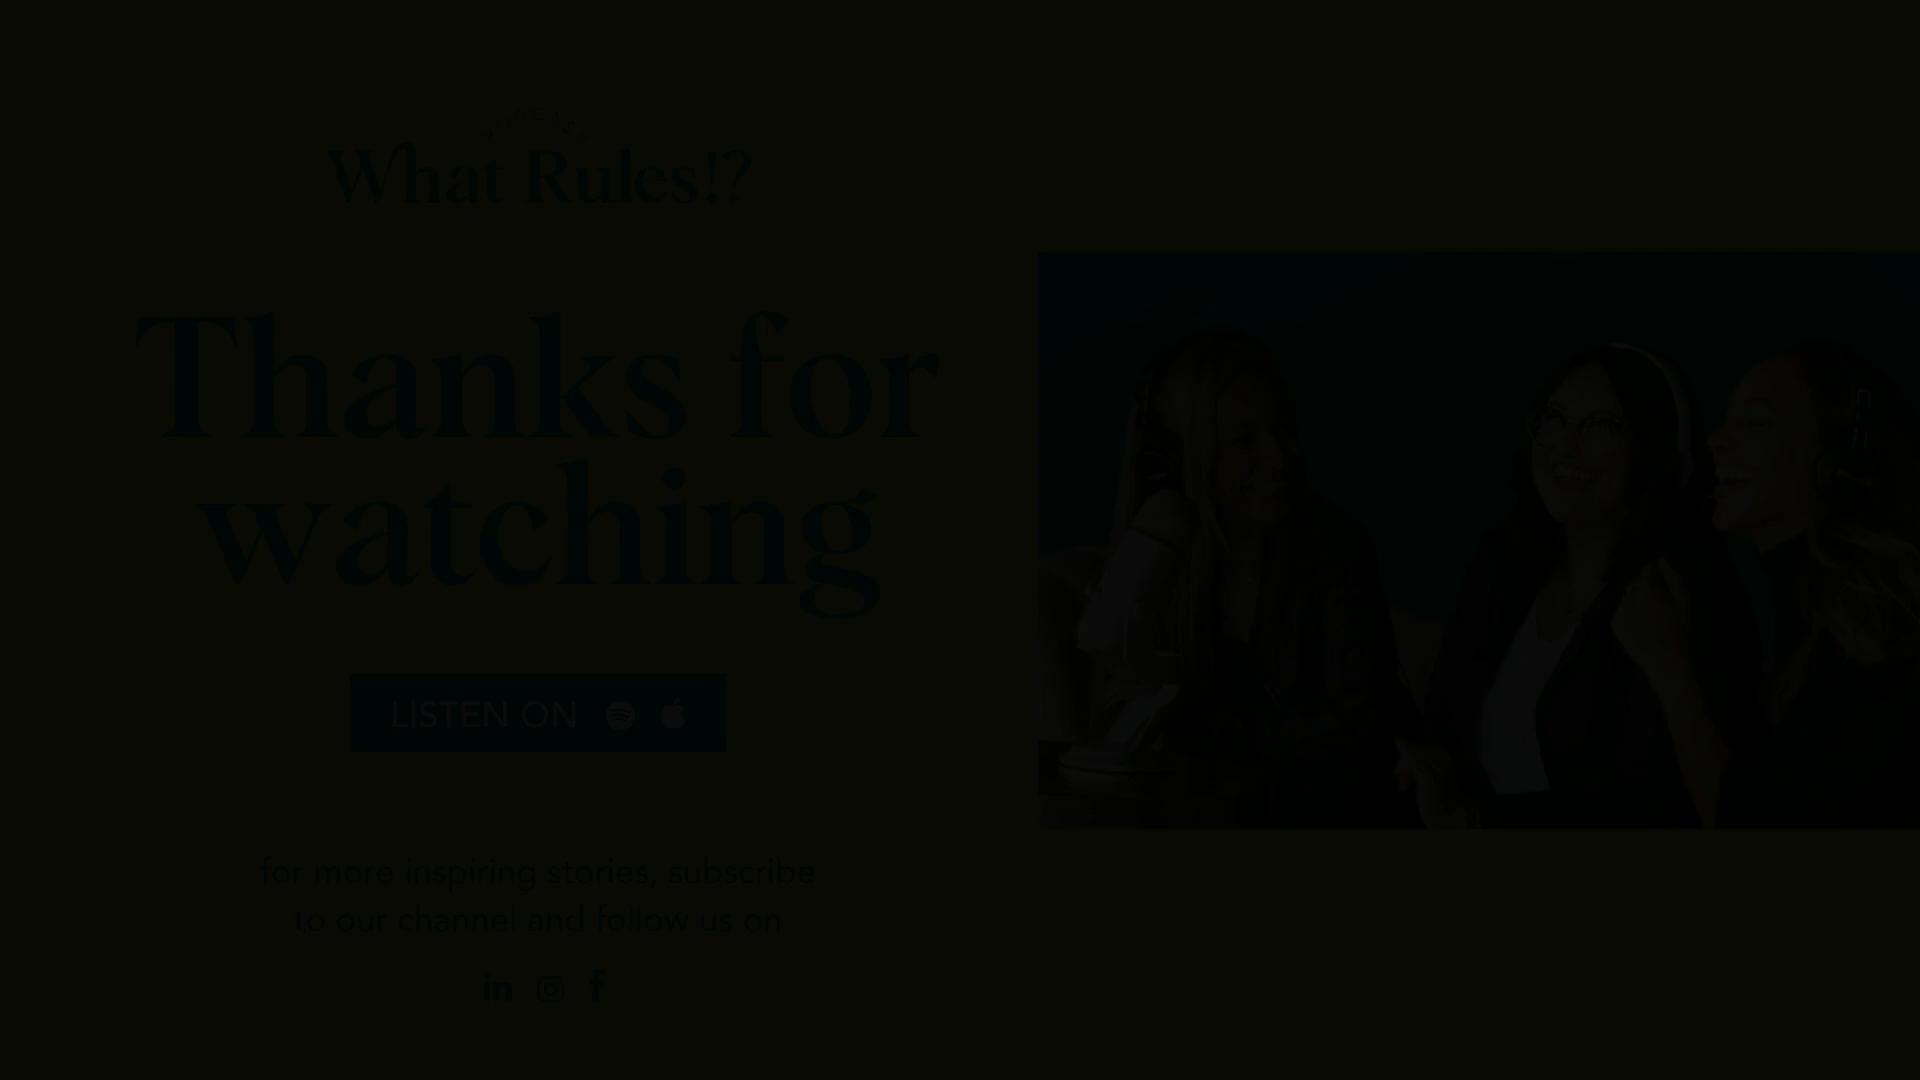 What Rules!?
Thanks for
watching
LISTEN ON
for more inspiring stories, subscribe
to our channel and follow us on